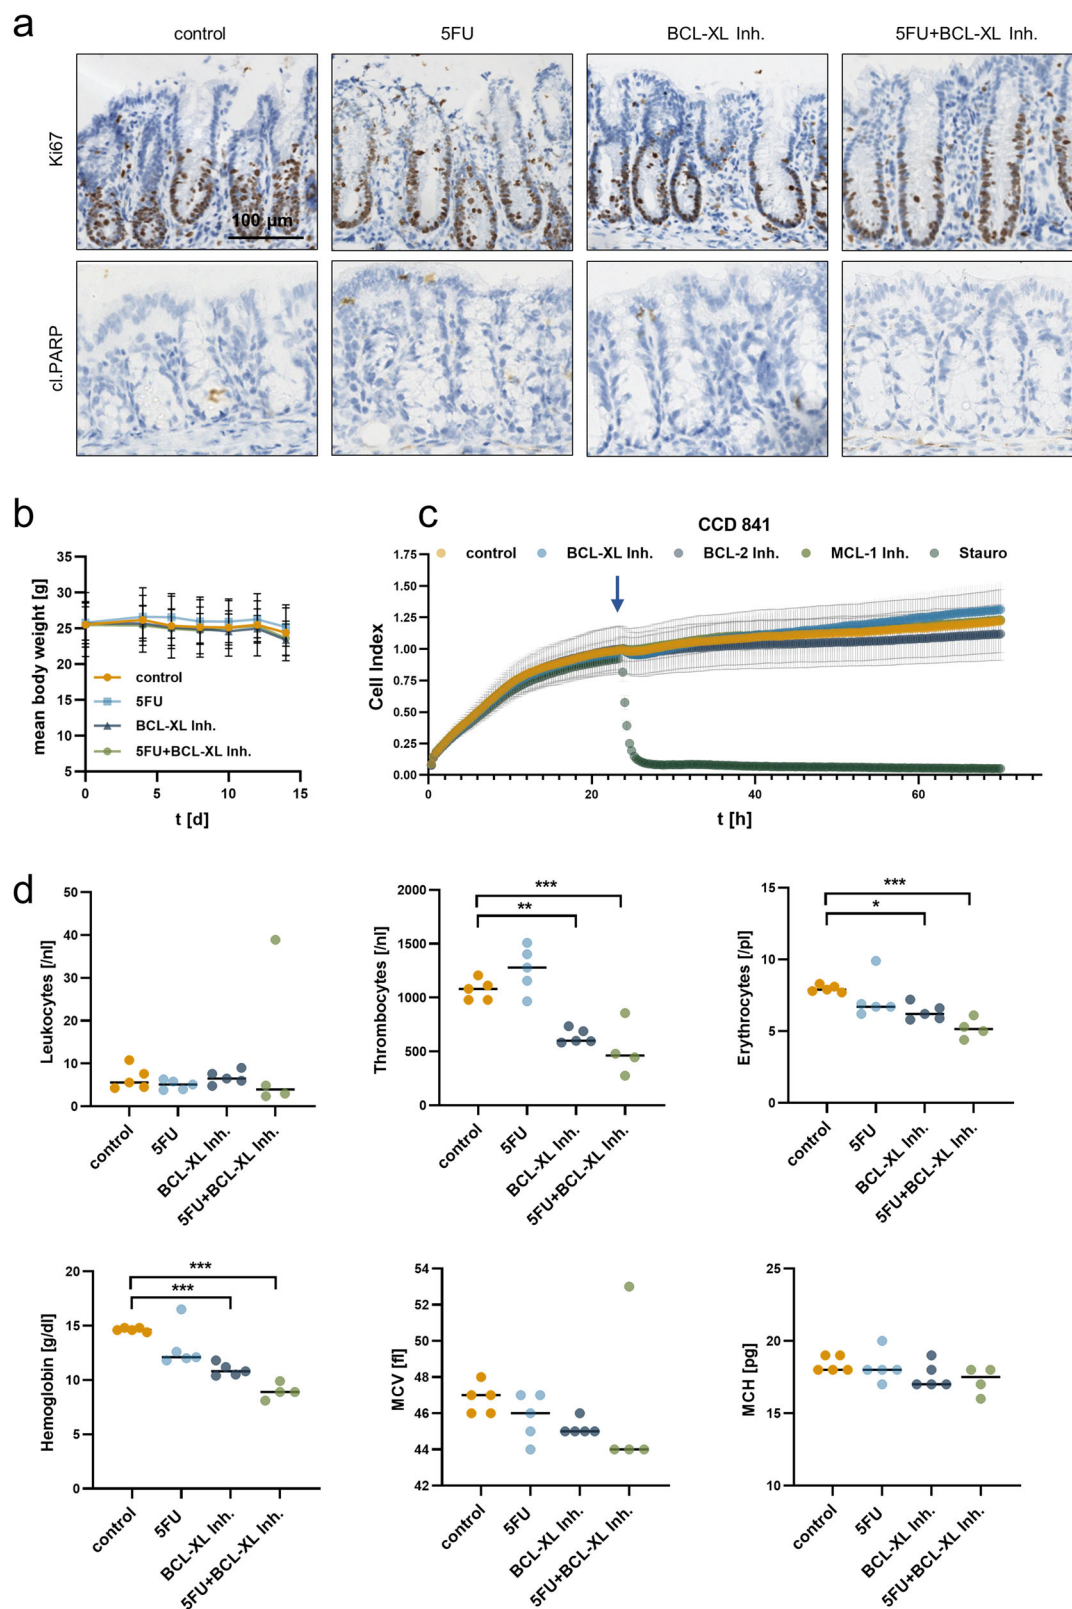 a
control 5FU BCL-XL Inh. 5FU+BCL-XL Inh.
Ki67
100 µm
cl.PARP
b
mean body weight [g]
35
30
25
20
15
10
5
control
5FU
BCL-XL Inh.
5FU+BCL-XL Inh.
0 5 10 15
t [d]
c
CCD 841
control BCL-XL Inh. BCL-2 Inh. MCL-1 Inh. Stauro
Cell Index
1.75
1.50
1.25
1.00
0.75
0.50
0.25
0.00
0 20 40 60
t [h]
d
Leukocytes [/nl]
50
40
30
20
10
0
control 5FU BCL-XL Inh. 5FU+BCL-XL Inh.
Thrombocytes [/nl]
2000
1500
1000
500
0
***
**
control 5FU BCL-XL Inh. 5FU+BCL-XL Inh.
Erythrocytes [/pl]
15
10
5
0
***
*
control 5FU BCL-XL Inh. 5FU+BCL-XL Inh.
Hemoglobin [g/dl]
20
15
10
5
0
***
***
control 5FU BCL-XL Inh. 5FU+BCL-XL Inh.
MCV [fl]
54
52
50
48
46
44
42
control 5FU BCL-XL Inh. 5FU+BCL-XL Inh.
MCH [pg]
25
20
15
10
control 5FU BCL-XL Inh. 5FU+BCL-XL Inh.